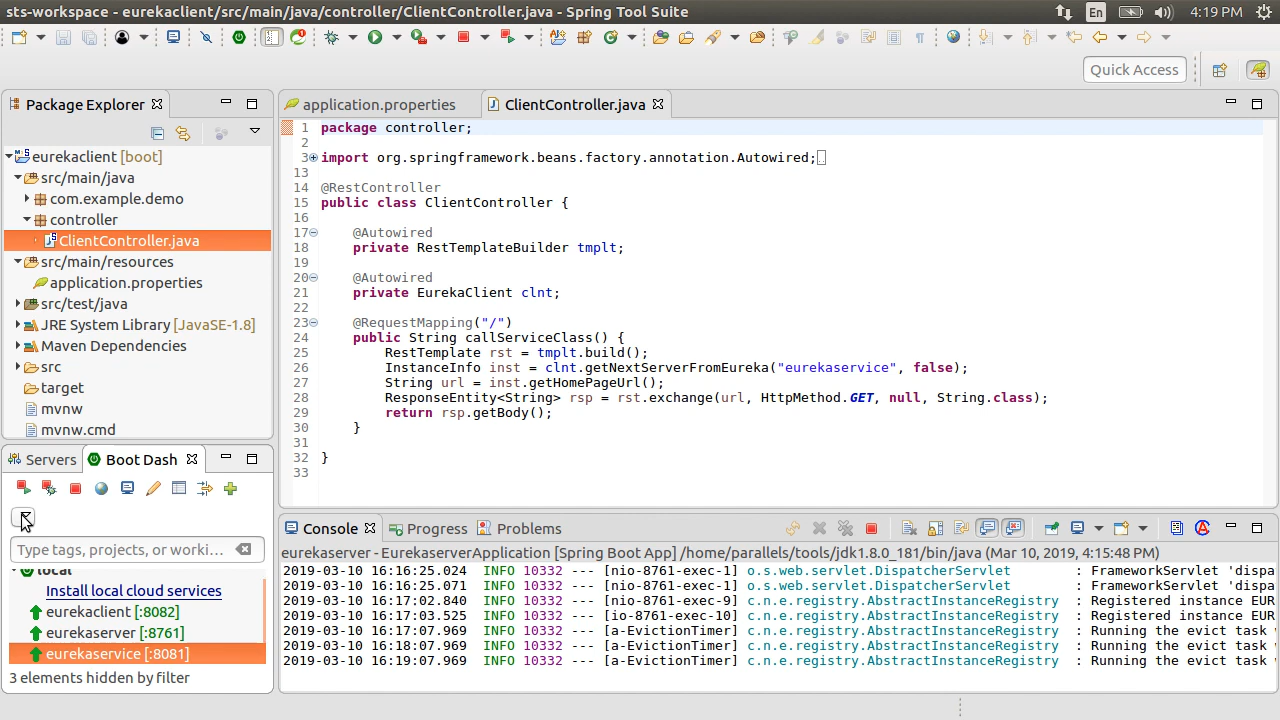 sts-workspace - eurekaclient/src/main/java/controller/ClientController.java - Spring Tool Suite
En
4:19 PM
Quick Access
Package Explorer
eurekaclient [boot]
src/main/java
com.example.demo
controller
ClientController.java
src/main/resources
application.properties
src/test/java
JRE System Library [JavaSE-1.8]
Maven Dependencies
src
target
mvnw
mvnw.cmd
application.properties
ClientController.java
1 package controller;
2
3 import org.springframework.beans.factory.annotation.Autowired;
13
14 @RestController
15 public class ClientController {
16
17 @Autowired
18 private RestTemplateBuilder tmplt;
19
20 @Autowired
21 private EurekaClient clnt;
22
23 @RequestMapping("/")
24 public String callServiceClass() {
25 RestTemplate rst = tmplt.build();
26 InstanceInfo inst = clnt.getNextServerFromEureka("eurekaservice", false);
27 String url = inst.getHomePageUrl();
28 ResponseEntity<String> rsp = rst.exchange(url, HttpMethod.GET, null, String.class);
29 return rsp.getBody();
30 }
31
32 }
33
Servers
Boot Dash
Type tags, projects, or worki...
local
Install local cloud services
eurekaclient [:8082]
eurekaserver [:8761]
eurekaservice [:8081]
3 elements hidden by filter
Console
Progress
Problems
eurekaserver - EurekaserverApplication [Spring Boot App] /home/parallels/tools/jdk1.8.0_181/bin/java (Mar 10, 2019, 4:15:48 PM)
2019-03-10 16:16:25.024 INFO 10332 --- [nio-8761-exec-1] o.s.web.servlet.DispatcherServlet : FrameworkServlet 'dispa
2019-03-10 16:16:25.071 INFO 10332 --- [nio-8761-exec-1] o.s.web.servlet.DispatcherServlet : FrameworkServlet 'dispa
2019-03-10 16:17:02.840 INFO 10332 --- [nio-8761-exec-9] c.n.e.registry.AbstractInstanceRegistry : Registered instance EUR
2019-03-10 16:17:03.525 INFO 10332 --- [io-8761-exec-10] c.n.e.registry.AbstractInstanceRegistry : Registered instance EUR
2019-03-10 16:17:07.969 INFO 10332 --- [a-EvictionTimer] c.n.e.registry.AbstractInstanceRegistry : Running the evict task
2019-03-10 16:18:07.969 INFO 10332 --- [a-EvictionTimer] c.n.e.registry.AbstractInstanceRegistry : Running the evict task
2019-03-10 16:19:07.969 INFO 10332 --- [a-EvictionTimer] c.n.e.registry.AbstractInstanceRegistry : Running the evict task